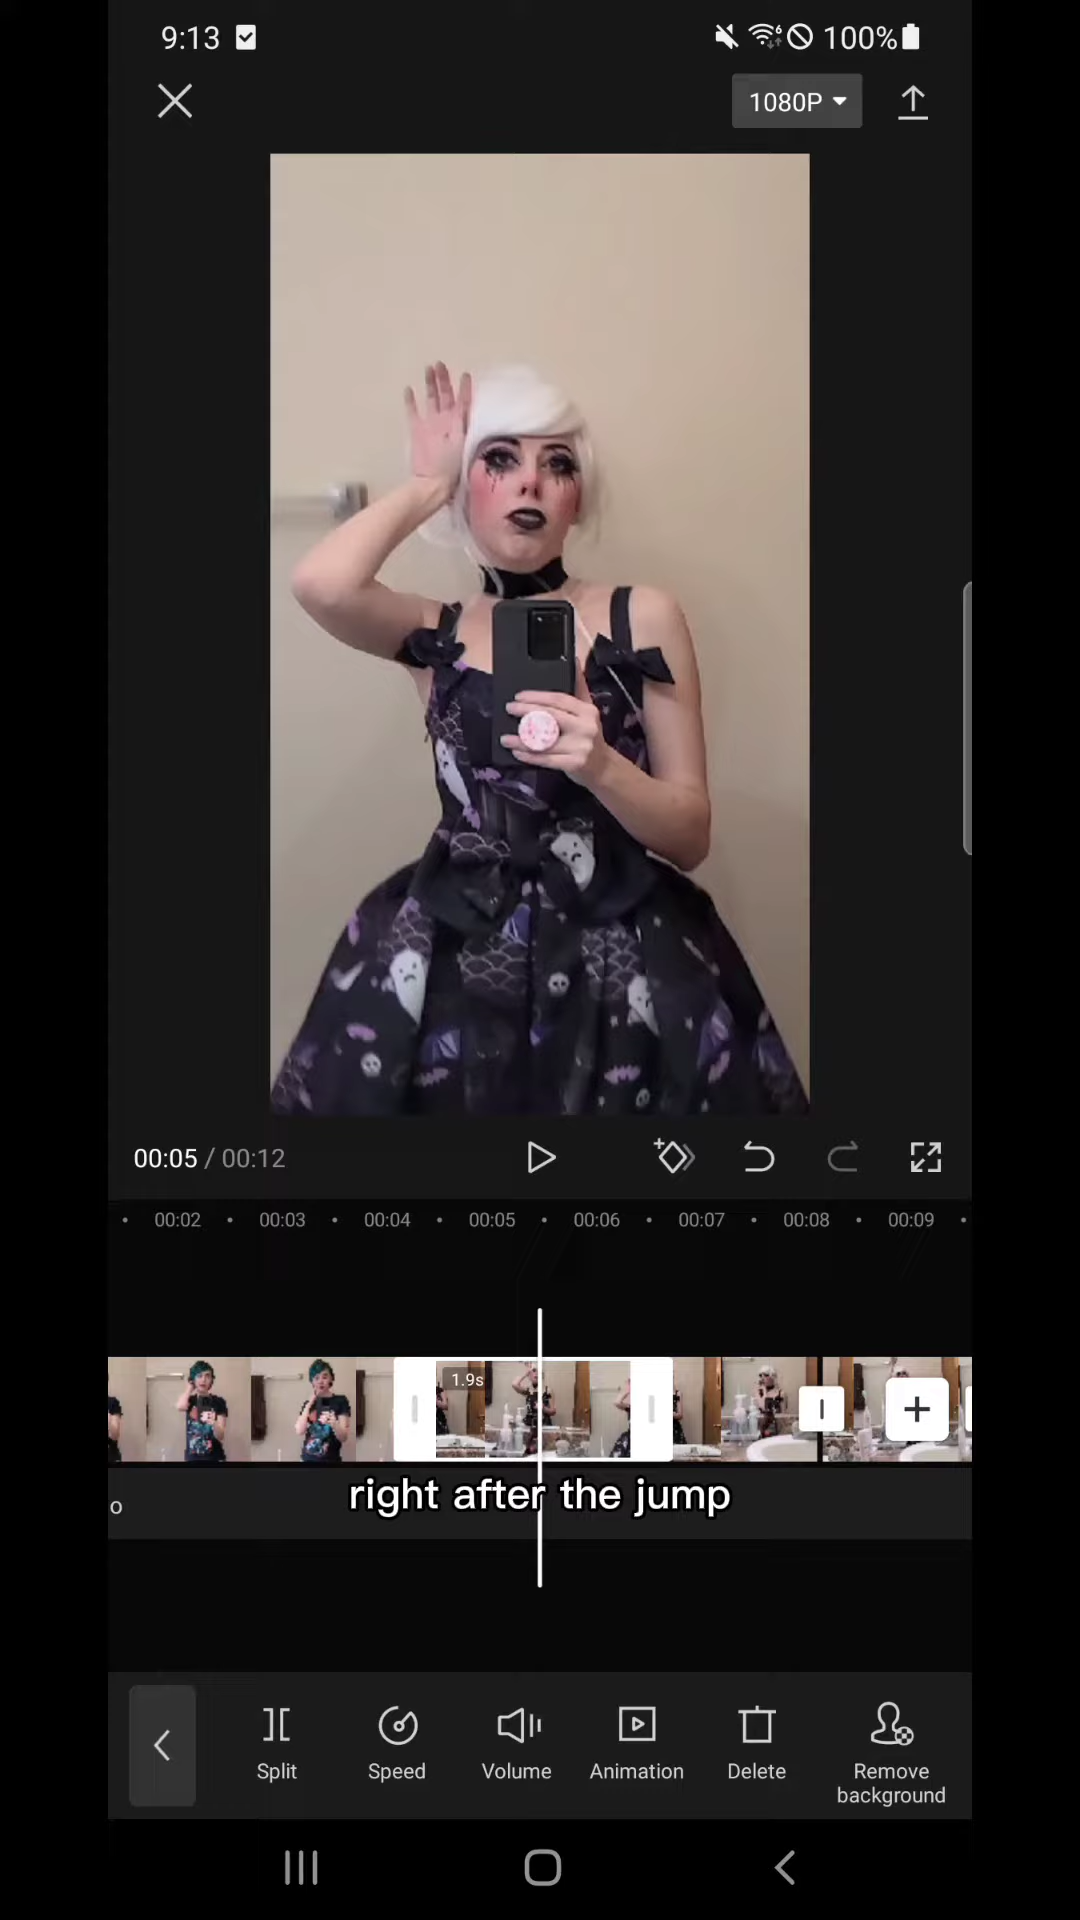 9:13
100%
1080P
00:05 / 00:12
00:02 00:03 00:04 00:05 00:06 00:07 00:08 00:09
1.9s
right after the jump
o
Split
Speed
Volume
Animation
Delete
Remove
background